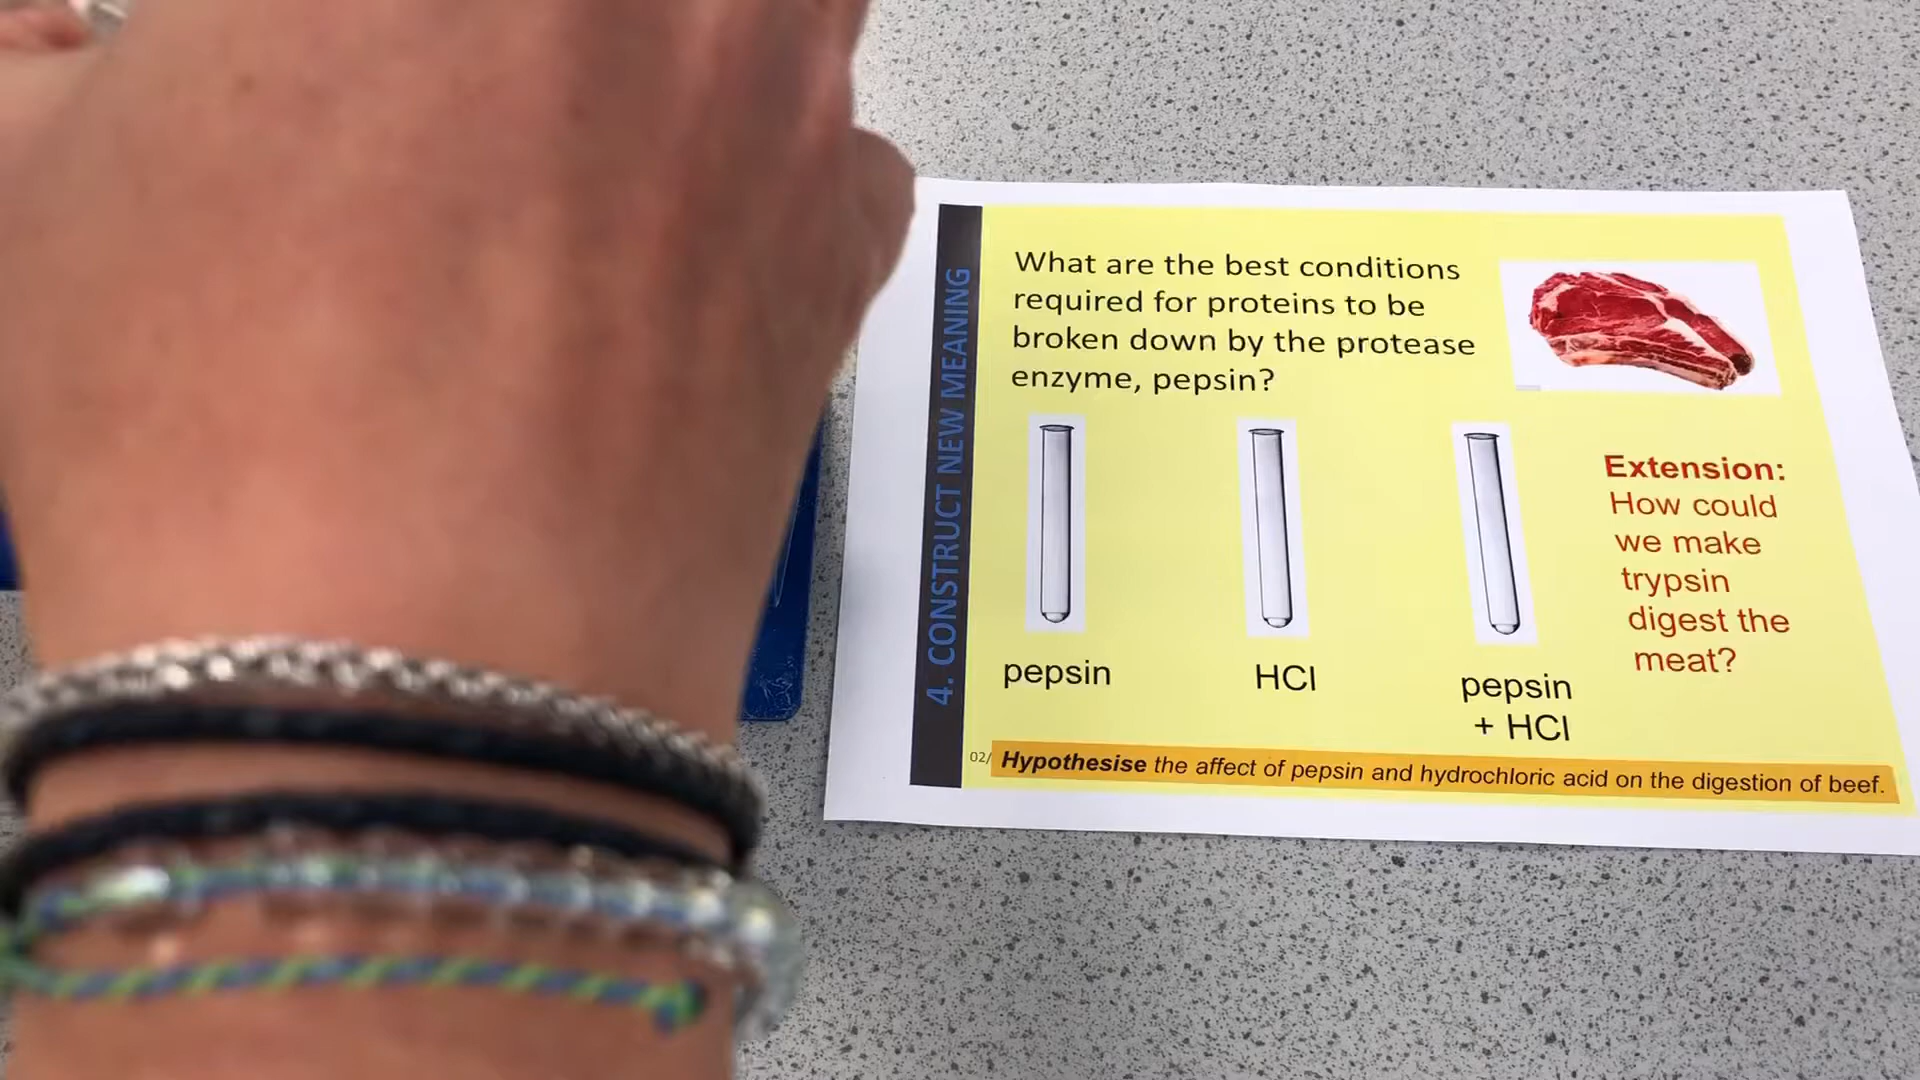 4. CONSTRUCT NEW MEANING
What are the best conditions
required for proteins to be
broken down by the protease
enzyme, pepsin?
pepsin
HCl
pepsin
+ HCl
Extension:
How could
we make
trypsin
digest the
meat?
02/
Hypothesise the affect of pepsin and hydrochloric acid on the digestion of beef.